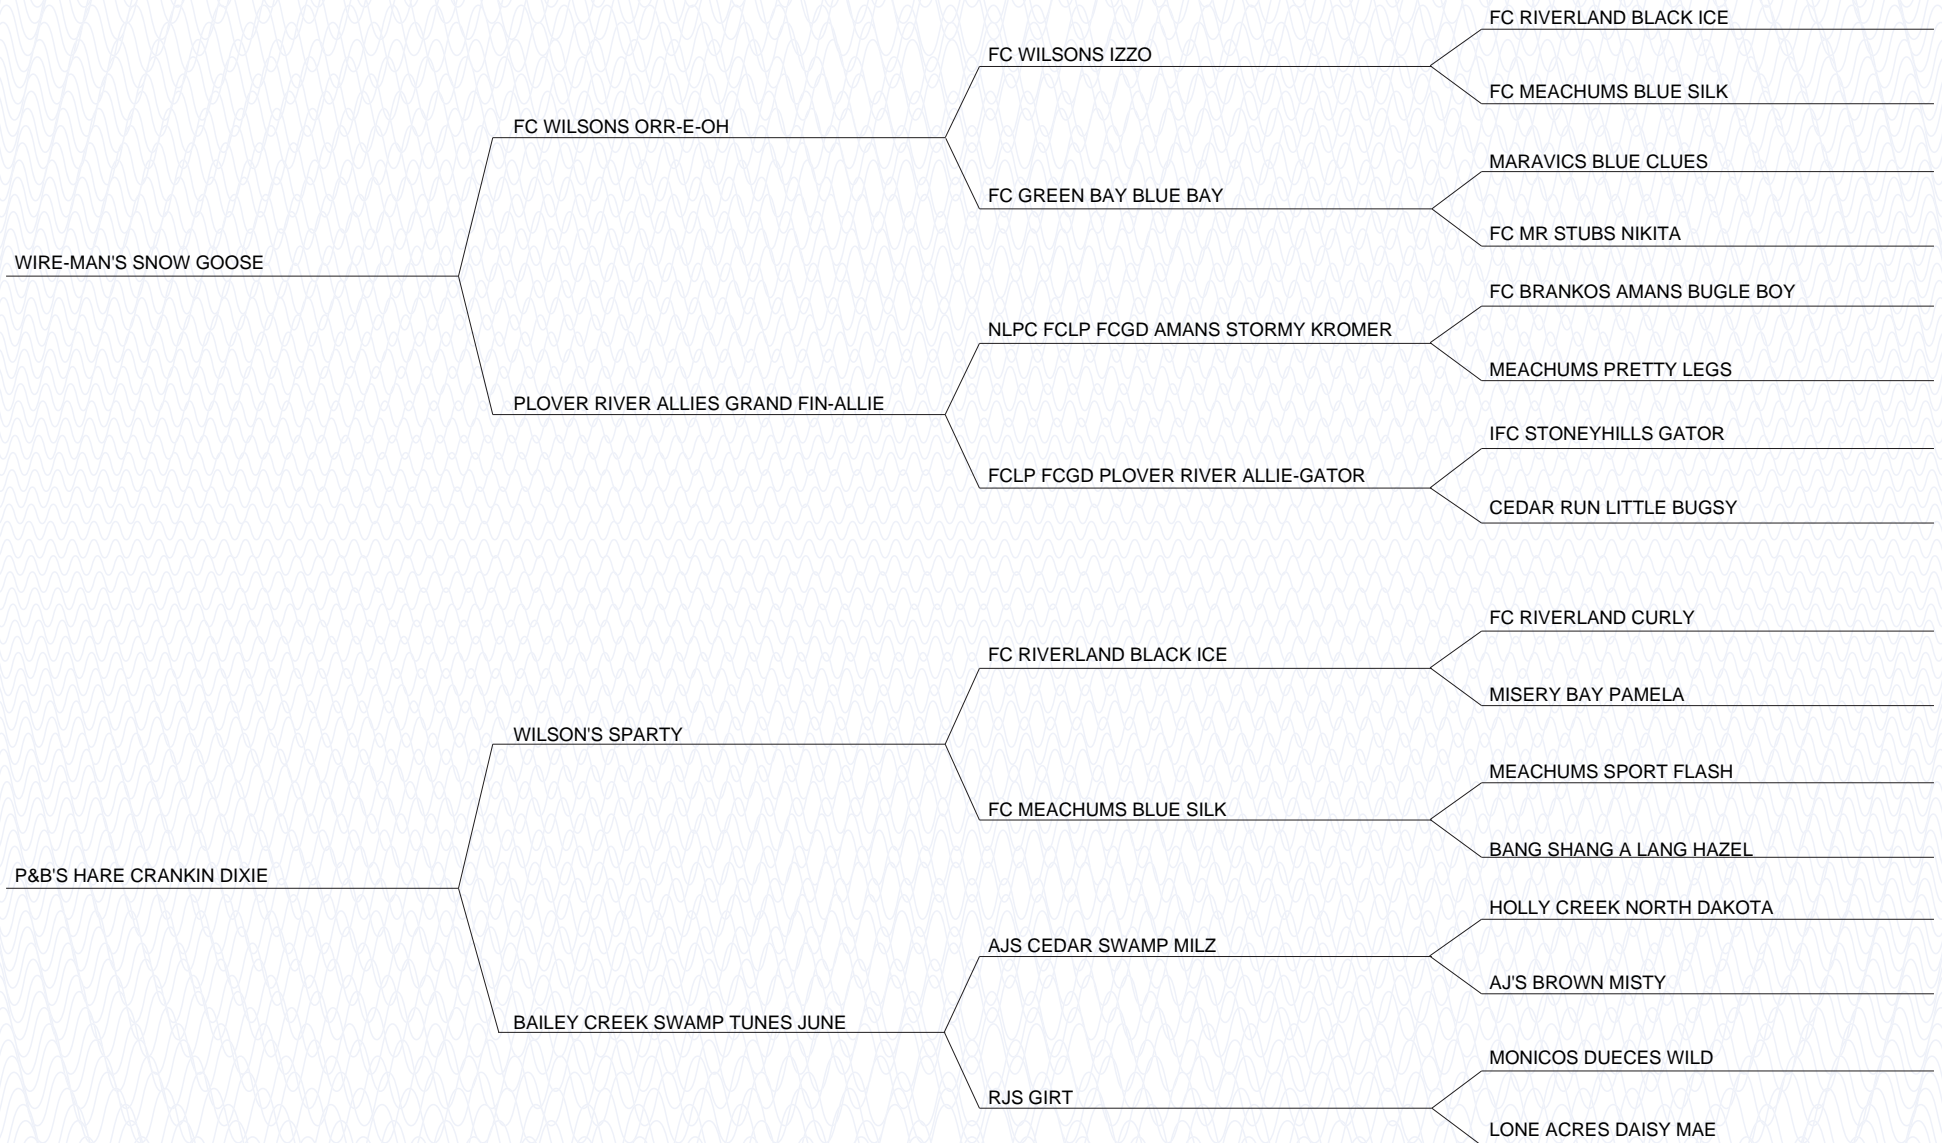 FC RIVERLAND BLACK ICE
FC WILSONS IZZO
FC MEACHUMS BLUE SILK
FC WILSONS ORR-E-OH
MARAVICS BLUE CLUES
FC GREEN BAY BLUE BAY
FC MR STUBS NIKITA
WIRE-MAN'S SNOW GOOSE
FC BRANKOS AMANS BUGLE BOY
NLPC FCLP FCGD AMANS STORMY KROMER
MEACHUMS PRETTY LEGS
PLOVER RIVER ALLIES GRAND FIN-ALLIE
IFC STONEYHILLS GATOR
FCLP FCGD PLOVER RIVER ALLIE-GATOR
CEDAR RUN LITTLE BUGSY
FC RIVERLAND CURLY
FC RIVERLAND BLACK ICE
MISERY BAY PAMELA
WILSON'S SPARTY
MEACHUMS SPORT FLASH
FC MEACHUMS BLUE SILK
BANG SHANG A LANG HAZEL
P&B'S HARE CRANKIN DIXIE
HOLLY CREEK NORTH DAKOTA
AJS CEDAR SWAMP MILZ
AJ'S BROWN MISTY
BAILEY CREEK SWAMP TUNES JUNE
MONICOS DUECES WILD
RJS GIRT
LONE ACRES DAISY MAE